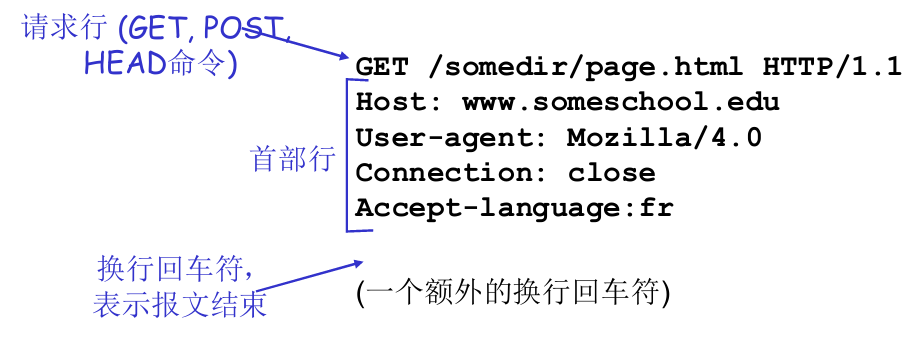 请求行 (GET, POST,
HEAD命令)
GET /somedir/page.html HTTP/1.1
Host: www.someschool.edu
User-agent: Mozilla/4.0
Connection: close
Accept-language:fr
首部行
换行回车符，
表示报文结束
(一个额外的换行回车符)